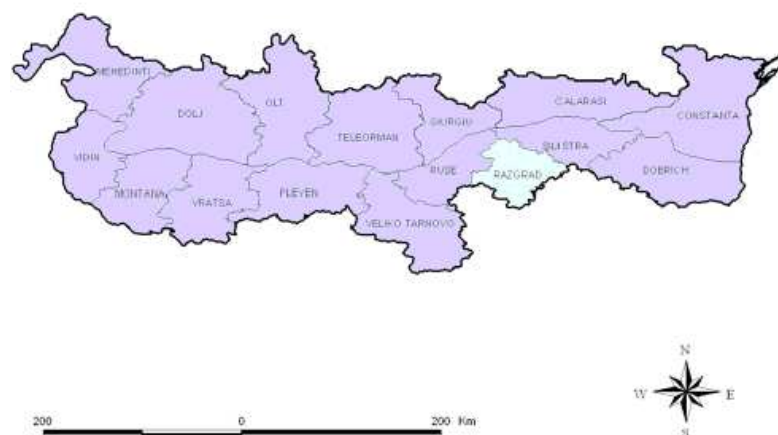 MEHEDINTI
OLT
DOLJ
CALARASI
GIURGIU
CONSTANTA
TELEORMAN
SILISTRA
VIDIN
RUSE
RAZGRAD
DOBRICH
MONTANA
PLEVEN
VRATSA
VELIKO TARNOVO
N
W E
S
200 0 200 Km